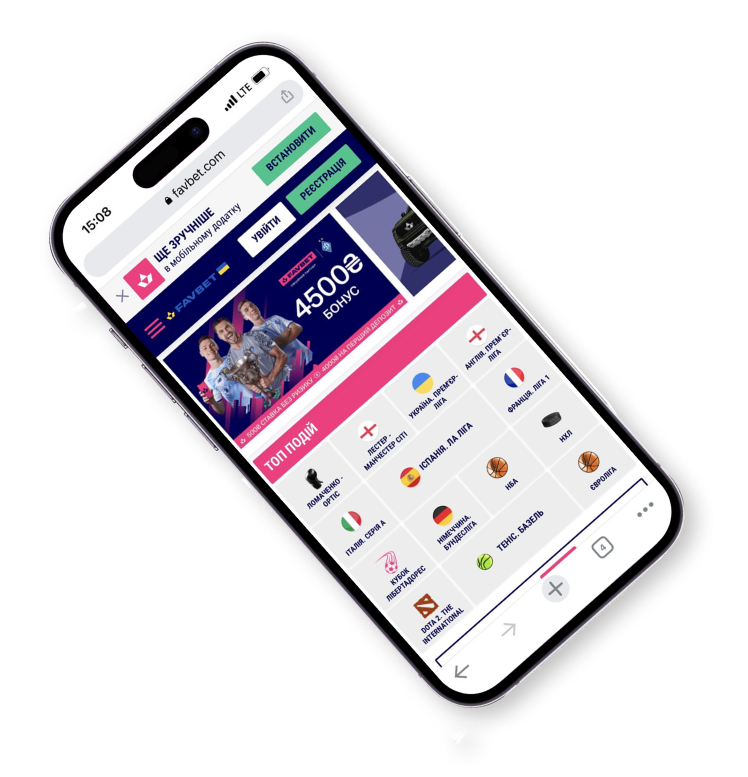 15:08
LTE
favbet.com
ЩЕ ЗРУЧНІШЕ
в мобільному додатку
ВСТАНОВИТИ
FAVBET
УВІЙТИ
РЕЄСТРАЦІЯ
FAVBET
4500₴
БОНУС
500₴ СТАВКА БЕЗ РИЗИКУ
4000₴ НА ПЕРШИЙ ДЕПОЗИТ
ТОП ПОДІЙ
ЛОМАЧЕНКО -
ОРТІС
ЛЕСТЕР -
МАНЧЕСТЕР СІТІ
УКРАЇНА. ПРЕМ'ЄР-
ЛІГА
АНГЛІЯ. ПРЕМ`ЄР-
ЛІГА
ІТАЛІЯ. СЕРІЯ А
ІСПАНІЯ. ЛА ЛІГА
ФРАНЦІЯ. ЛІГА 1
КУБОК
ЛІБЕРТАДОРЕС
НІМЕЧЧИНА.
БУНДЕСЛІГА
НБА
НХЛ
DOTA 2. THE
INTERNATIONAL
ТЕНІС. БАЗЕЛЬ
ЄВРОЛІГА
4